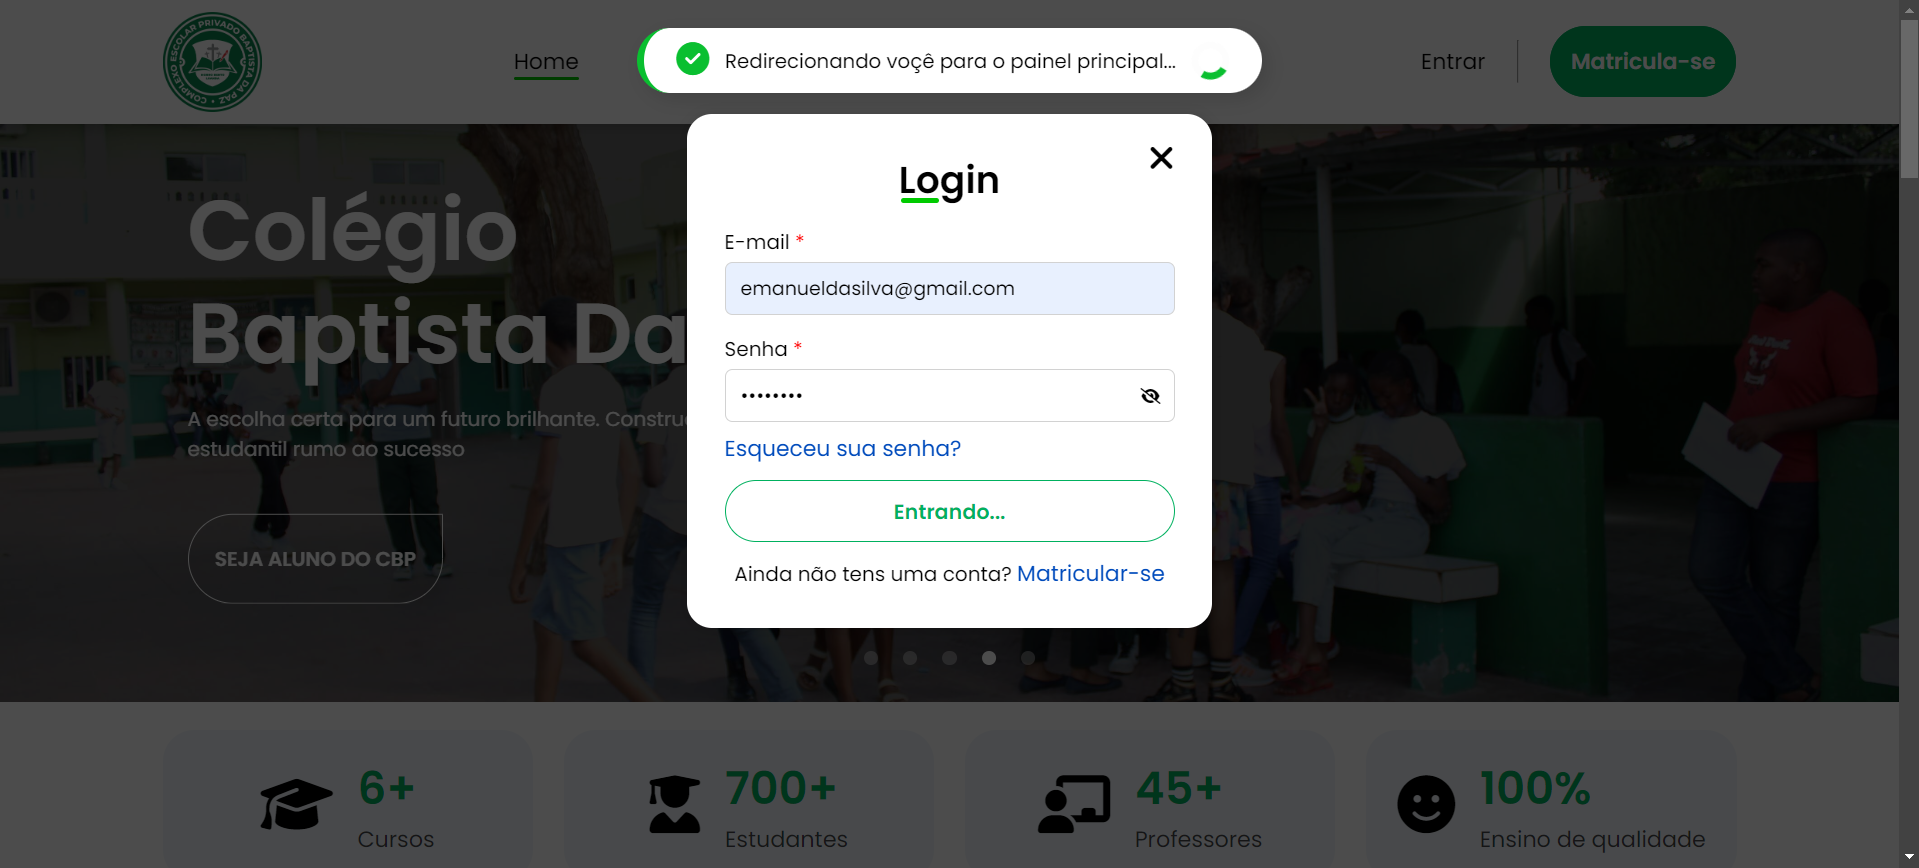 COMPLEXO ESCOLAR PRIVADO BAPTISTA DA PAZ
Home
Redirecionando voçê para o painel principal...
Entrar
Matricula-se
Login
E-mail *
emanueldasilva@gmail.com
Senha *
••••••••
Esqueceu sua senha?
Entrando...
Ainda não tens uma conta? Matricular-se
Colégio
Baptista Da
A escolha certa para um futuro brilhante. Constru
estudantil rumo ao sucesso
SEJA ALUNO DO CBP
6+
Cursos
700+
Estudantes
45+
Professores
100%
Ensino de qualidade